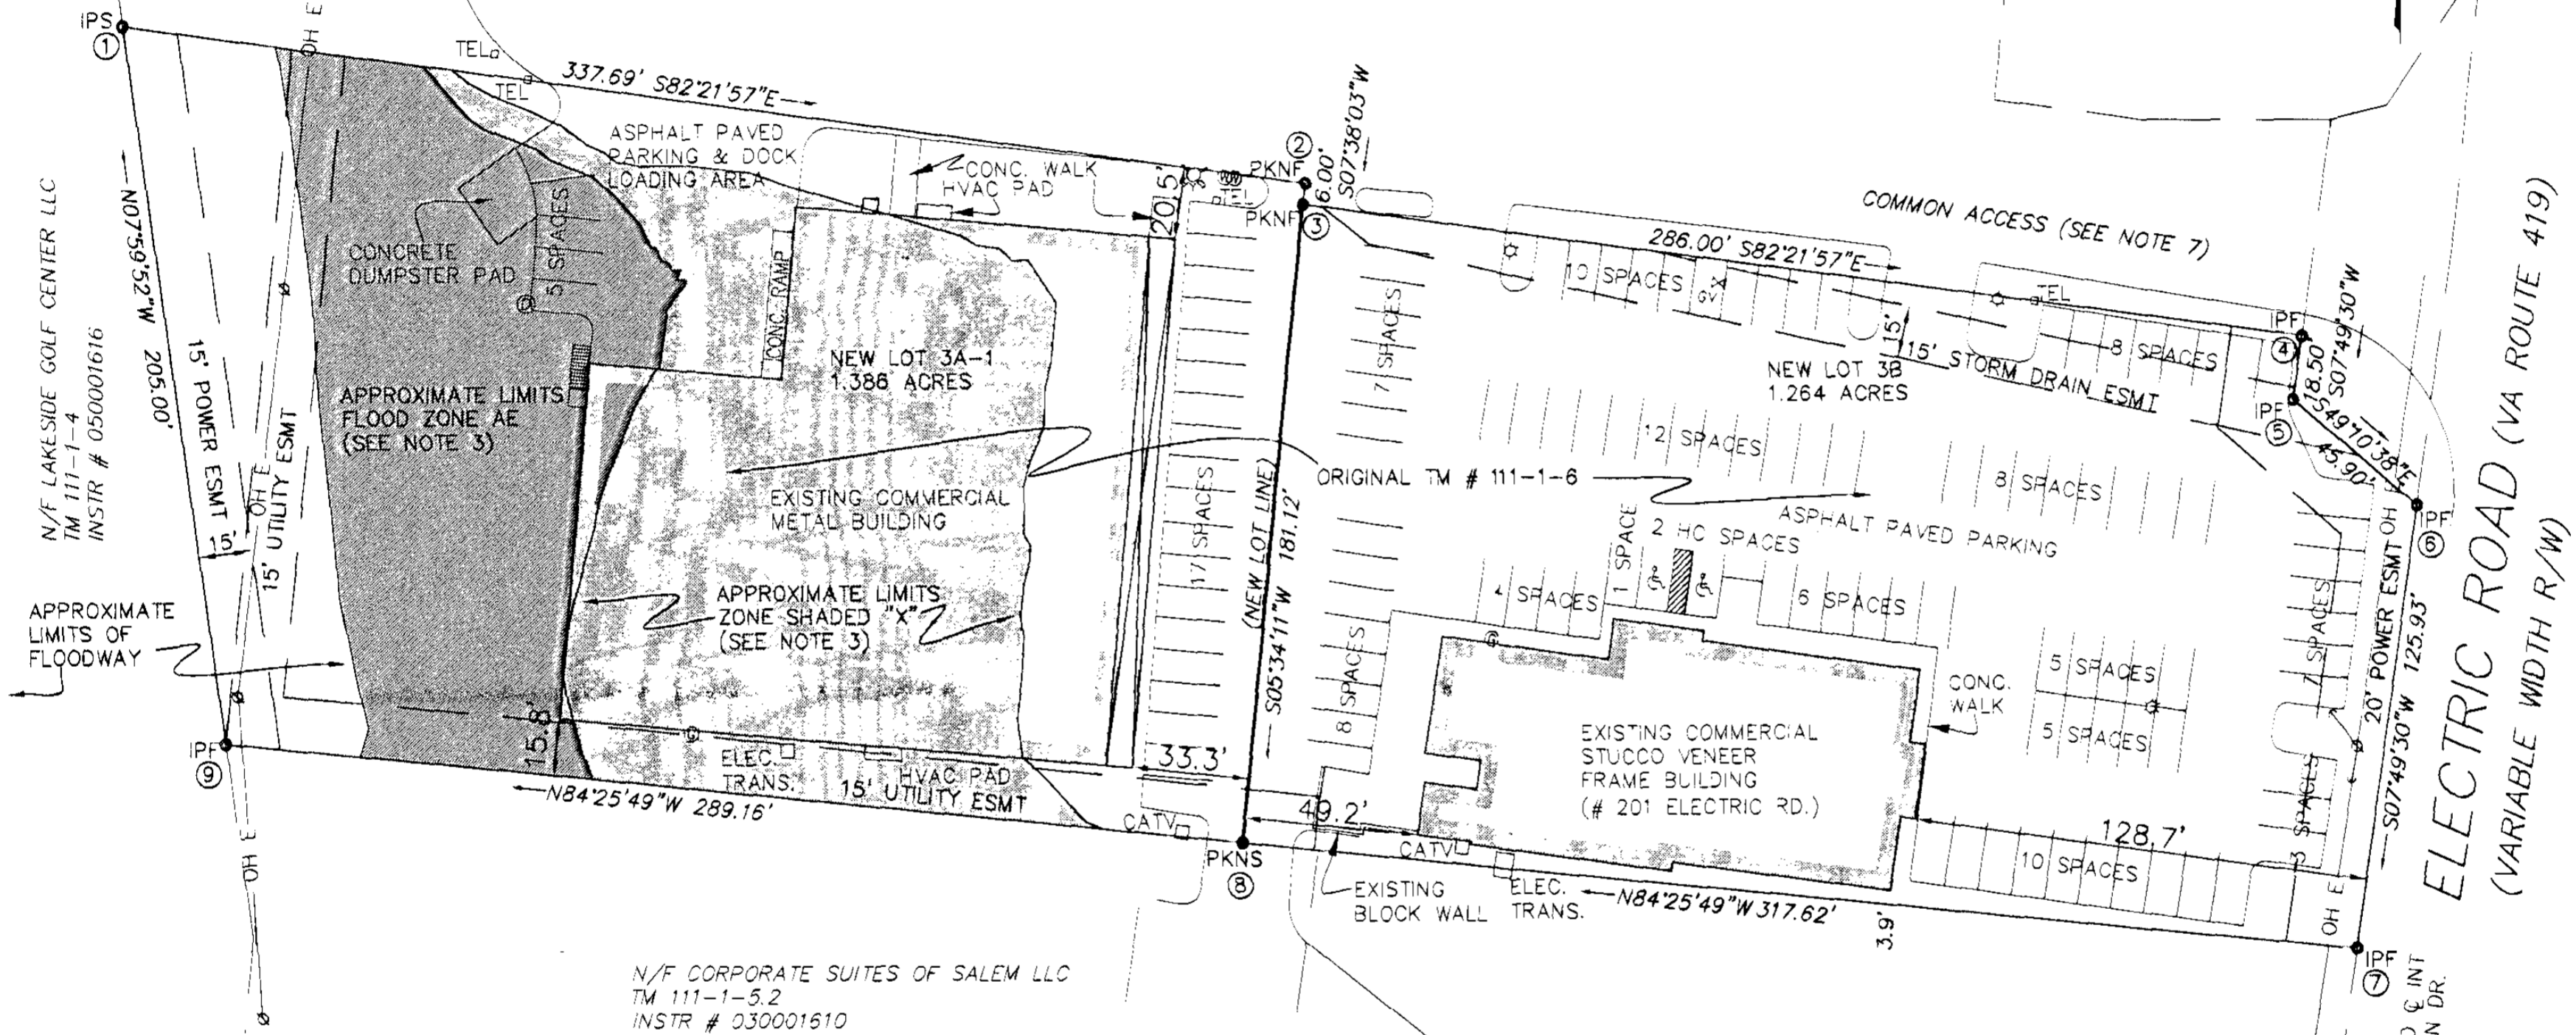 IPS
①
OH E
TEL
TEL
337.69' S82°21'57"E
ASPHALT PAVED
PARKING & DOCK
LOADING AREA
CONC. WALK
HVAC PAD
20.5'
TEL
PKNF
②
6.00'
S07°38'03"W
PKNF
③
COMMON ACCESS (SEE NOTE 7)
286.00' S82°21'57"E
10 SPACES
GV
TEL
IPF
④
S07°49'30"W
18.50'
8 SPACES
15'
15' STORM DRAIN ESMT
NEW LOT 3B
1.264 ACRES
IPF
⑤
S49°10'38"E
45.90'
IPF
⑥
ELECTRIC ROAD (VA ROUTE 419)
(VARIABLE WIDTH R/W)
N/F LAKESIDE GOLF CENTER LLC
TM 111-1-4
INSTR # 050001616
N07°59'52"W 205.00'
15' POWER ESMT
15'
OH E
15' UTILITY ESMT
CONCRETE
DUMPSTER PAD
5 SPACES
CONC. RAMP
APPROXIMATE LIMITS
FLOOD ZONE AE
(SEE NOTE 3)
NEW LOT 3A-1
1.386 ACRES
EXISTING COMMERCIAL
METAL BUILDING
17 SPACES
(NEW LOT LINE)
S05°34'11"W 181.12'
7 SPACES
ORIGINAL TM # 111-1-6
12 SPACES
8 SPACES
ASPHALT PAVED PARKING
1 SPACE
2 HC SPACES
4 SPACES
6 SPACES
OH
20' POWER ESMT
S07°49'30"W 125.93'
7 SPACES
APPROXIMATE
LIMITS OF
FLOODWAY
APPROXIMATE LIMITS
ZONE SHADED "X"
(SEE NOTE 3)
8 SPACES
5 SPACES
5 SPACES
CONC.
WALK
EXISTING COMMERCIAL
STUCCO VENEER
FRAME BUILDING
(# 201 ELECTRIC RD.)
IPF
⑨
15.8'
ELEC.
TRANS.
HVAC PAD
15' UTILITY ESMT
33.3'
N84°25'49"W 289.16'
CATV
PKNS
⑧
49.2'
CATV
EXISTING
BLOCK WALL
ELEC.
TRANS.
N84°25'49"W 317.62'
3.9'
128.7'
10 SPACES
3 SPACES
OH E
IPF
⑦
OH E
N/F CORPORATE SUITES OF SALEM LLC
TM 111-1-5.2
INSTR # 030001610
INT
N DR.